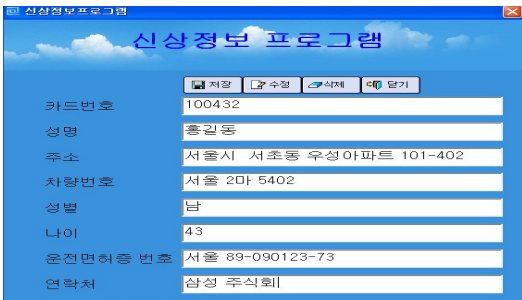 신상정보프로그램
신상정보 프로그램
저장 수정 삭제 닫기
카드번호 100432
성명 홍길동
주소 서울시 서초동 우성아파트 101-402
차량번호 서울 2마 5402
성별 남
나이 43
운전면허증 번호 서울 89-090123-73
연락처 삼성 주식회